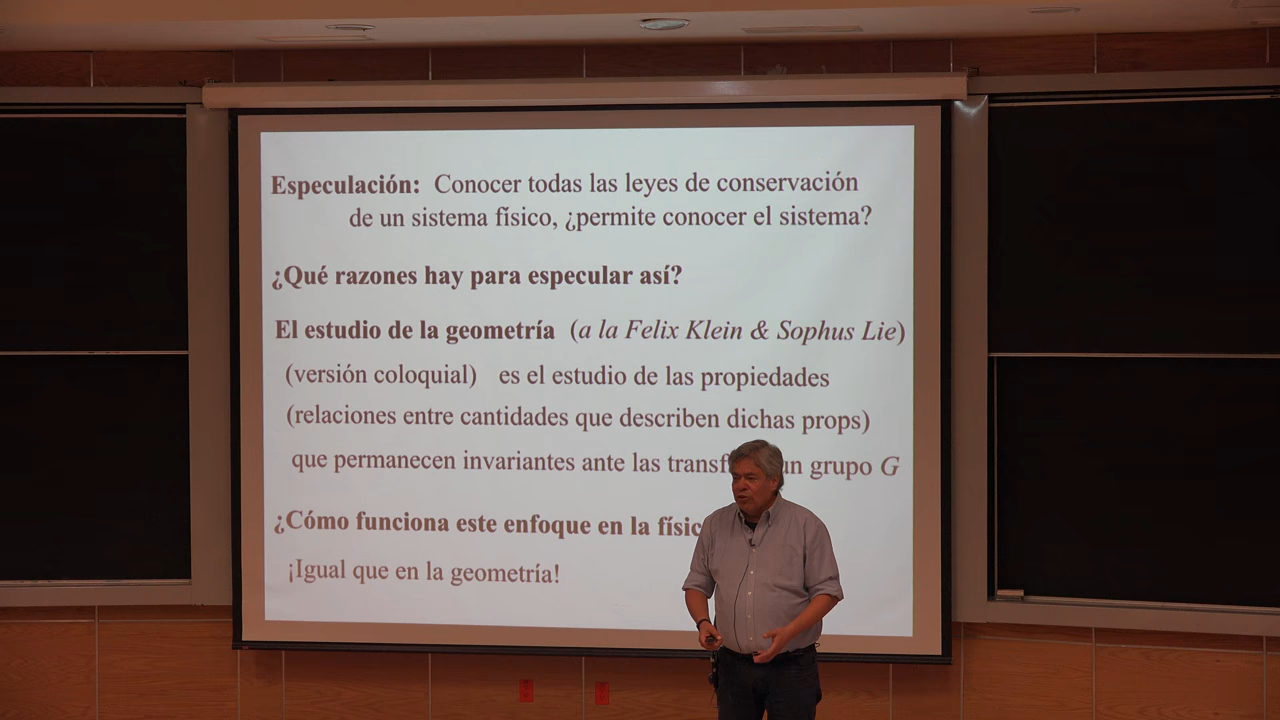 Especulación: Conocer todas las leyes de conservación
de un sistema físico, ¿permite conocer el sistema?
¿Qué razones hay para especular así?
El estudio de la geometría (a la Felix Klein & Sophus Lie)
(versión coloquial) es el estudio de las propiedades
(relaciones entre cantidades que describen dichas props)
que permanecen invariantes ante las un grupo G
¿Cómo funciona este enfoque en la
¡Igual que en la geometría!